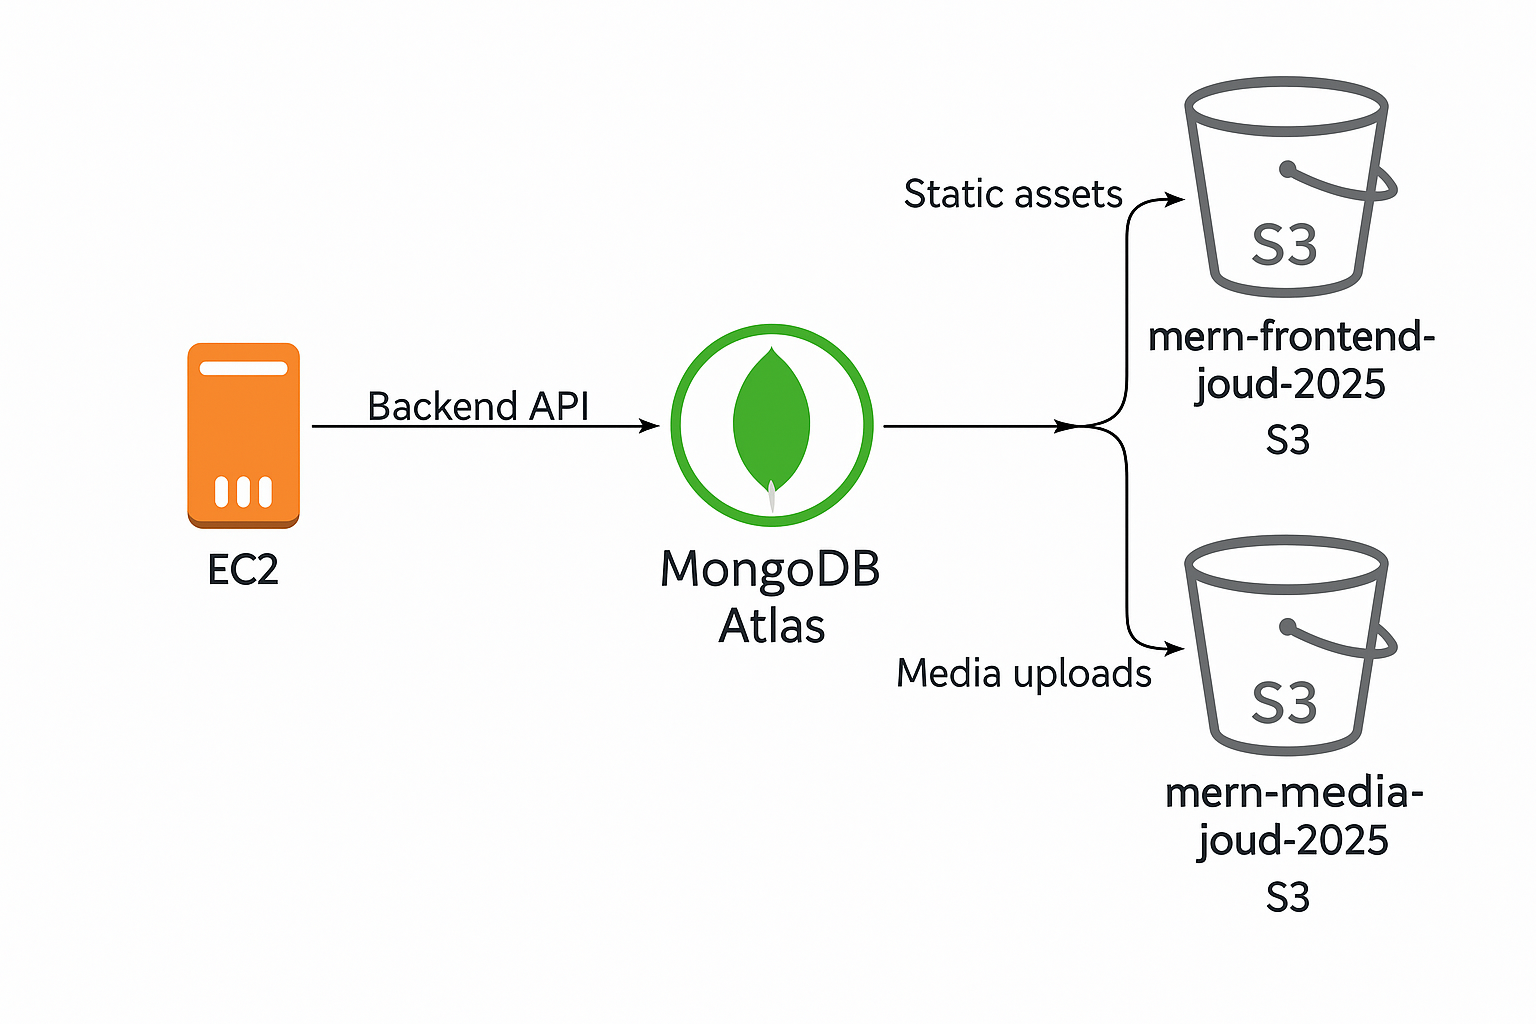 Static assets
S3
mern-frontend-
joud-2025
S3
Backend API
EC2
MongoDB
Atlas
Media uploads
S3
mern-media-
joud-2025
S3